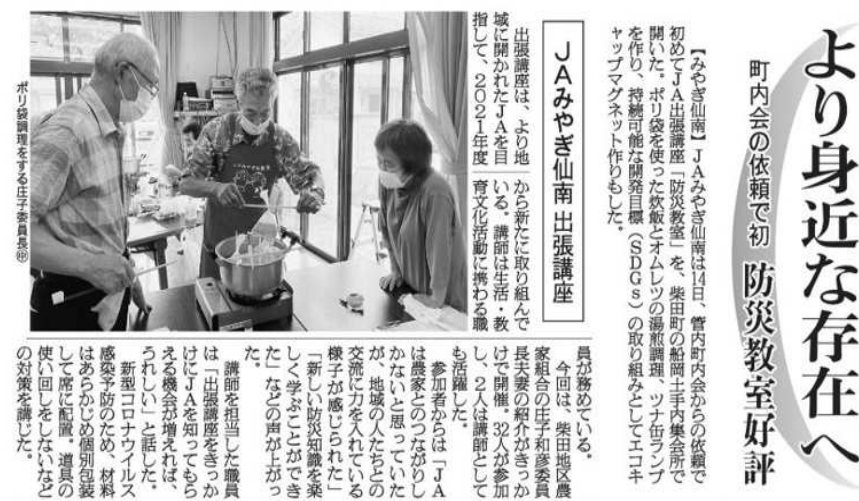 より身近な存在へ
町内会の依頼で初 防災教室好評
【みやぎ仙南】JAみやぎ仙南は14日、管内町内会からの依頼で
初めてJA出張講座「防災教室」を、柴田町の船岡土手内集会所で
開いた。ポリ袋を使った炊飯とオムレツの湯煎調理、ツナ缶ランプ
を作り、持続可能な開発目標（SDGs）の取り組みとしてエコキ
ャップマグネット作りもした。
JAみやぎ仙南 出張講座
出張講座は、より地
域に開かれたJAを目
指して、2021年度
から新たに取り組んで
いる。講師は生活・教
育文化活動に携わる職
員が務めている。
今回は、柴田地区農
家組合の庄子和彦委員
長夫妻の紹介がきっか
けで開催。32人が参加
し、2人は講師として
も活躍した。
参加者からは「JA
は農家とのつながりし
かないと思っていた
が、地域の人たちとの
交流に力を入れている
様子が感じられた」
「新しい防災知識を楽
しく学ぶことができ
た」などの声が上がっ
た。
講師を担当した職員
は「出張講座をきっか
けにJAを知ってもら
える機会が増えれば、
うれしい」と話した。
新型コロナウイルス
感染予防のため、材料
はあらかじめ個別包装
して席に配置。道具の
使い回しをしないなど
の対策を講じた。
ポリ袋調理をする庄子委員長㊥